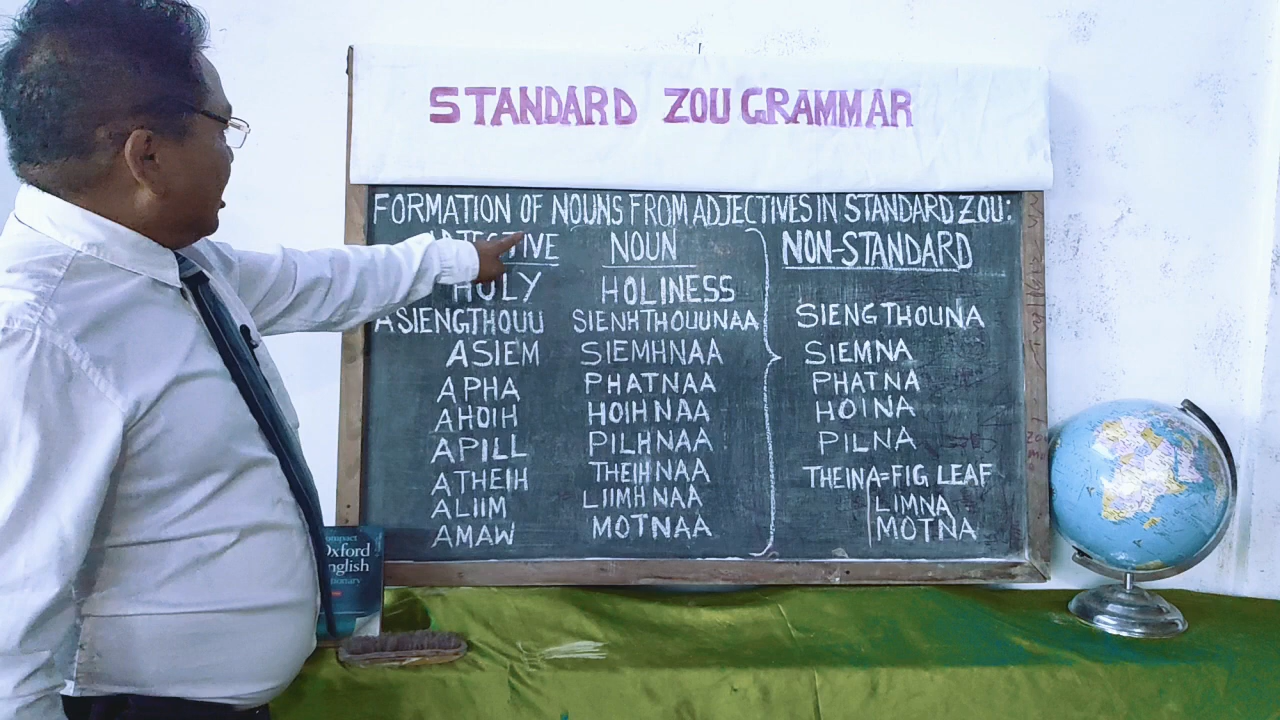 STANDARD ZOU GRAMMAR
FORMATION OF NOUNS FROM ADJECTIVES IN STANDARD ZOU:
ADJECTIVE NOUN NON-STANDARD
HOLY HOLINESS
ASIENGTHOUU SIENHTHOUUNAA SIENGTHOUNA
ASIEM SIEMHNAA SIEMNA
APHA PHATNAA PHATNA
AHOIH HOIHNAA HOINA
APILL PILHNAA PILNA
ATHEIH THEIHNAA THEINA=FIG LEAF
ALIIM LIIMHNAA LIMNA
AMAW MOTNAA MOTNA
Oxford
English